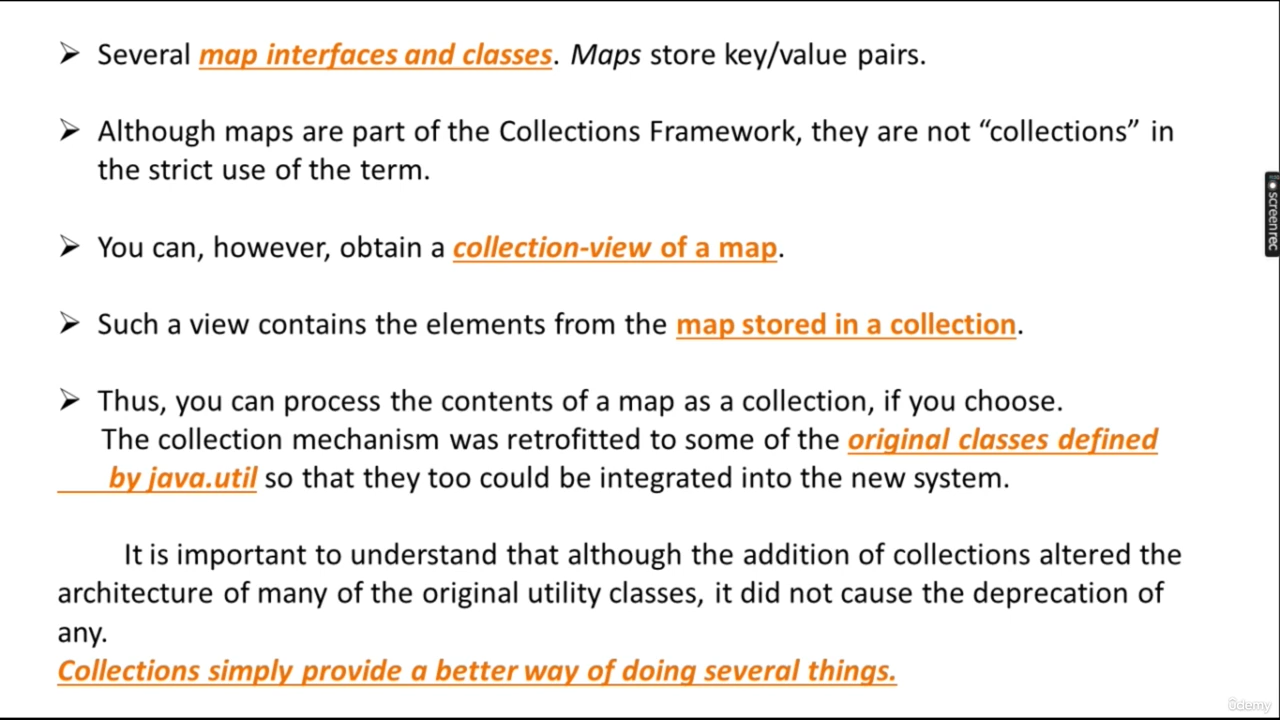 ➢ Several map interfaces and classes. Maps store key/value pairs.
➢ Although maps are part of the Collections Framework, they are not “collections” in
the strict use of the term.
➢ You can, however, obtain a collection-view of a map.
➢ Such a view contains the elements from the map stored in a collection.
➢ Thus, you can process the contents of a map as a collection, if you choose.
The collection mechanism was retrofitted to some of the original classes defined
by java.util so that they too could be integrated into the new system.
It is important to understand that although the addition of collections altered the
architecture of many of the original utility classes, it did not cause the deprecation of
any.
Collections simply provide a better way of doing several things.
screenrec
ûdemy